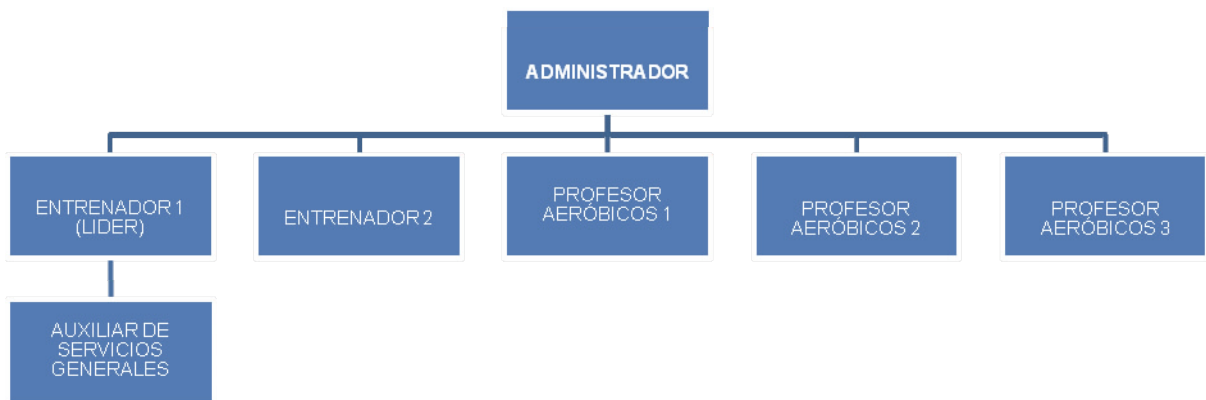 ADMINISTRADOR
ENTRENADOR 1
(LIDER)
ENTRENADOR 2
PROFESOR
AERÓBICOS 1
PROFESOR
AERÓBICOS 2
PROFESOR
AERÓBICOS 3
AUXILIAR DE
SERVICIOS
GENERALES